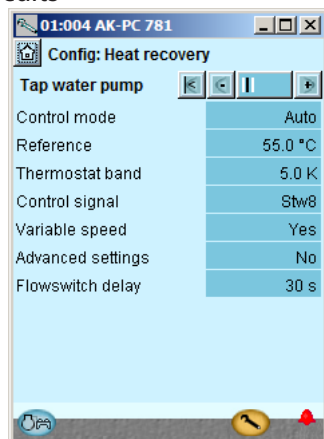 01:004 AK-PC 781
Config: Heat recovery
Tap water pump
Control mode Auto
Reference 55.0 °C
Thermostat band 5.0 K
Control signal Stw8
Variable speed Yes
Advanced settings No
Flowswitch delay 30 s